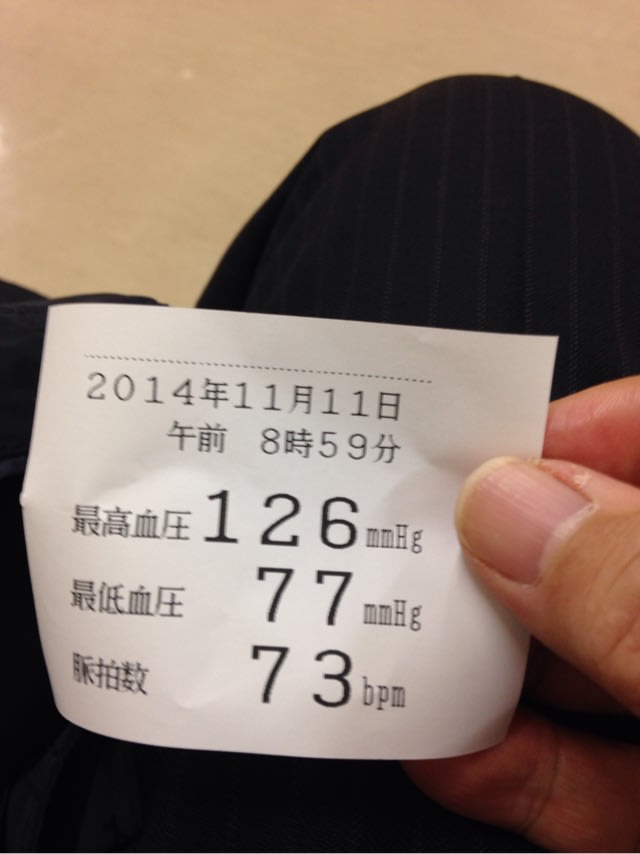 2014年11月11日
午前 8時59分
最高血圧 126mmHg
最低血圧 77mmHg
脈拍数 73bpm